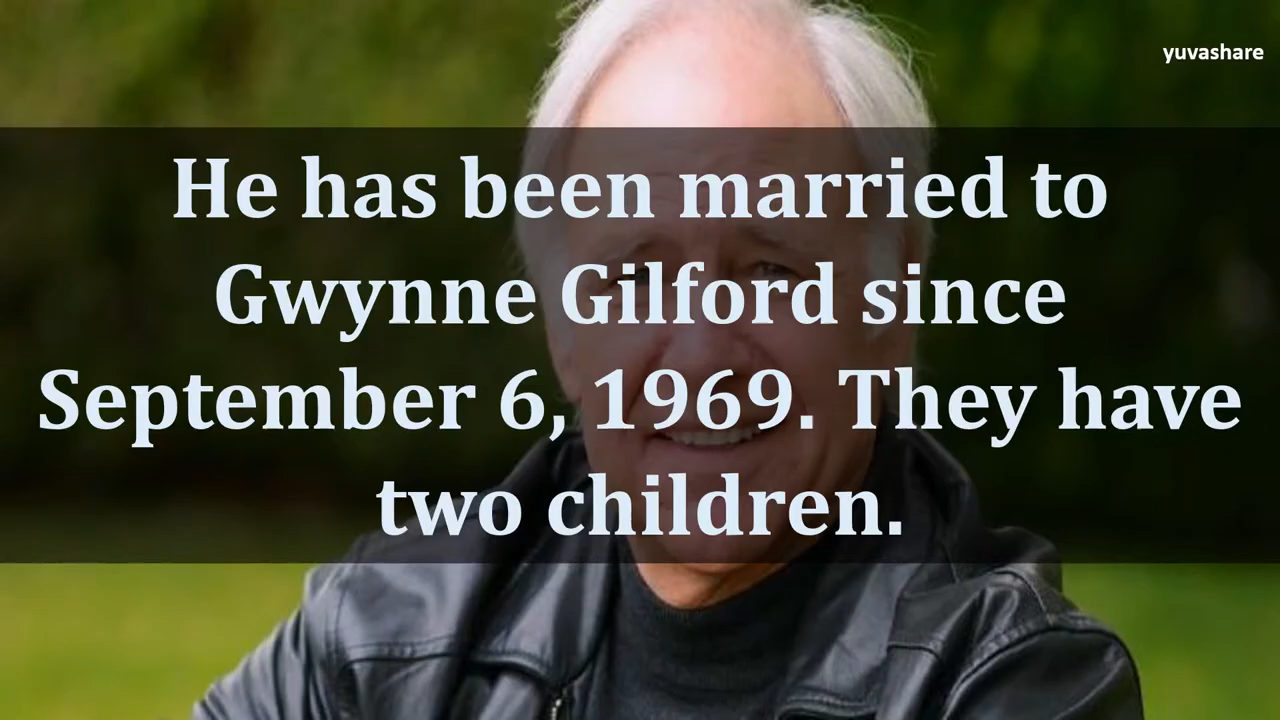 yuvashare
He has been married to
Gwynne Gilford since
September 6, 1969. They have
two children.